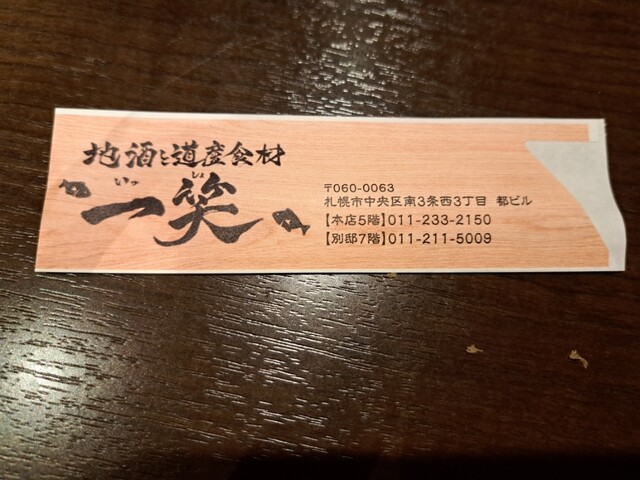 地酒と道産食材
いっしょ
一笑
〒060-0063
札幌市中央区南3条西3丁目 都ビル
【本店5階】011-233-2150
【別邸7階】011-211-5009